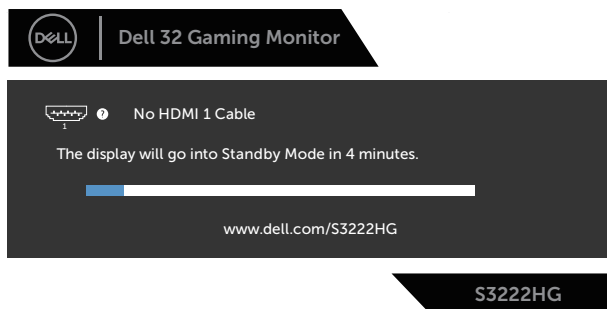 DELL
Dell 32 Gaming Monitor
? No HDMI 1 Cable
1
The display will go into Standby Mode in 4 minutes.
www.dell.com/S3222HG
S3222HG